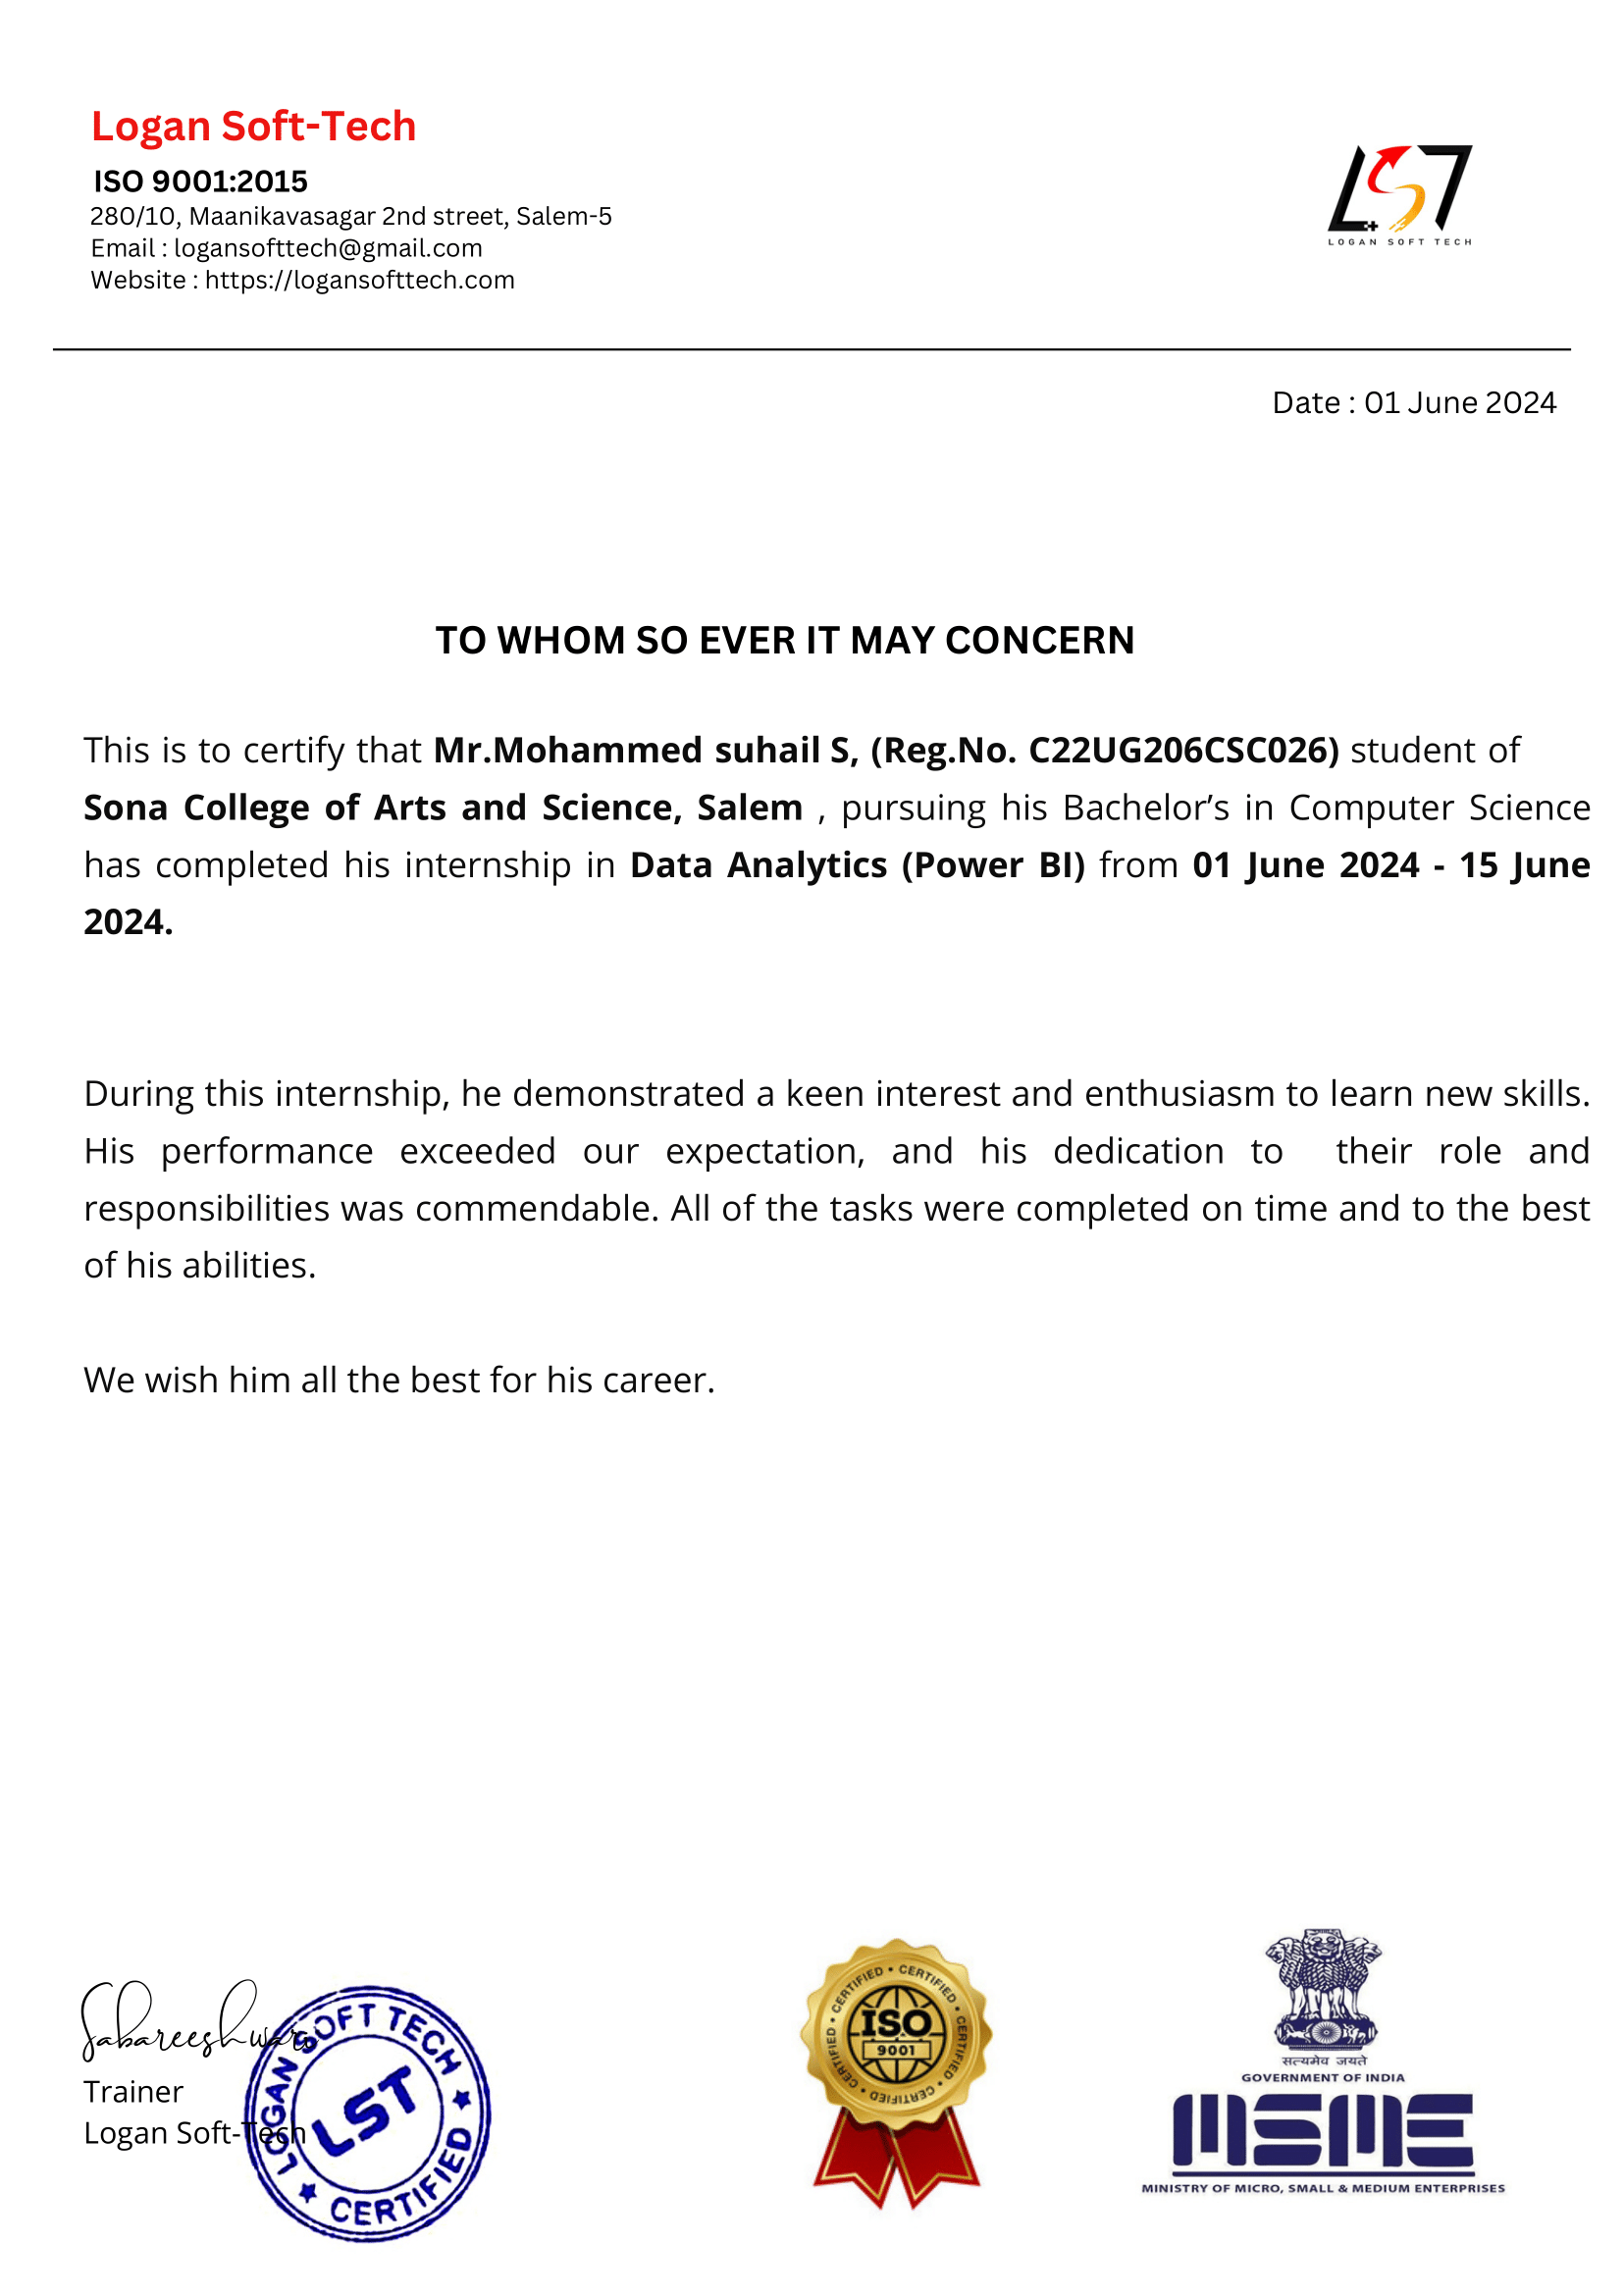 Logan Soft-Tech
ISO 9001:2015
280/10, Maanikavasagar 2nd street, Salem-5
Email : logansofttech@gmail.com
Website : https://logansofttech.com
LST
LOGAN SOFT TECH
Date : 01 June 2024
TO WHOM SO EVER IT MAY CONCERN
This is to certify that Mr.Mohammed suhail S, (Reg.No. C22UG206CSC026) student of
Sona College of Arts and Science, Salem , pursuing his Bachelor’s in Computer Science
has completed his internship in Data Analytics (Power BI) from 01 June 2024 - 15 June
2024.
During this internship, he demonstrated a keen interest and enthusiasm to learn new skills.
His performance exceeded our expectation, and his dedication to their role and
responsibilities was commendable. All of the tasks were completed on time and to the best
of his abilities.
We wish him all the best for his career.
Sabareeshwari
Trainer
Logan Soft-Tech
LOGAN SOFT TECH
LST
CERTIFIED
CERTIFIED • CERTIFIED • CERTIFIED • CERTIFIED • CERTIFIED • CERTIFIED •
ISO
9001
सत्यमेव जयते
GOVERNMENT OF INDIA
MSME
MINISTRY OF MICRO, SMALL & MEDIUM ENTERPRISES